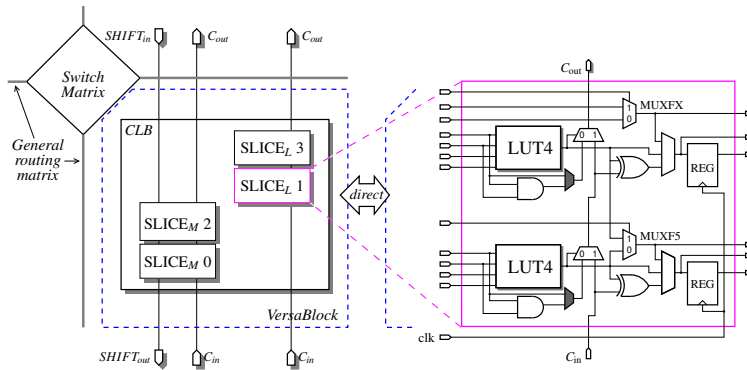 SHIFTin Cout Cout
Switch
Matrix
General
routing
matrix
CLB
SLICEL 3
SLICEL 1
SLICEM 2
SLICEM 0
VersaBlock
direct
SHIFTout Cin Cin
Cout
MUXFX
1
0
LUT4
0 1
REG
MUXF5
1
0
LUT4
0 1
REG
clk
Cin